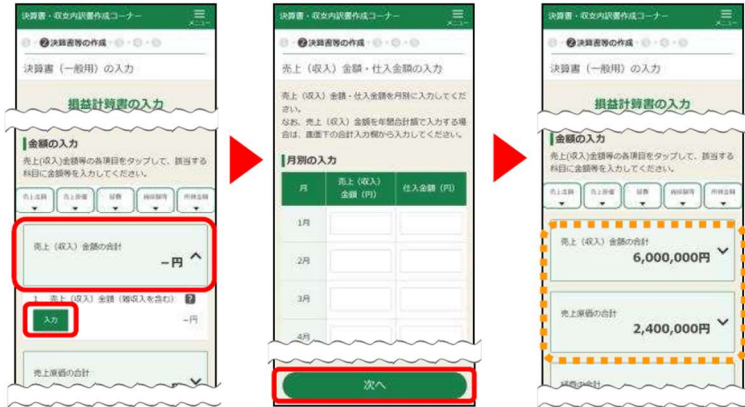 決算書・収支内訳書作成コーナー
メニュー
❷決算書等の作成
決算書（一般用）の入力
損益計算書の入力
金額の入力
売上(収入)金額等の各項目をタップして、該当する
科目に金額等を入力してください。
売上金額
売上原価
経費
所得金額
売上（収入）金額の合計
－円
1 売上（収入）金額（雑収入を含む） ?
入力
－円
売上原価の合計
決算書・収支内訳書作成コーナー
メニュー
❷決算書等の作成
売上（収入）金額・仕入金額の入力
売上（収入）金額・仕入金額を月別に入力してくだ
さい。
なお、売上（収入）金額を年間合計額で入力する場
合は、画面下の合計入力欄から入力してください。
月別の入力
月
売上（収入）
金額（円）
仕入金額（円）
1月
2月
3月
4月
次へ
決算書・収支内訳書作成コーナー
メニュー
❷決算書等の作成
決算書（一般用）の入力
損益計算書の入力
金額の入力
売上(収入)金額等の各項目をタップして、該当する
科目に金額等を入力してください。
売上金額
売上原価
経費
所得金額
売上（収入）金額の合計
6,000,000円
売上原価の合計
2,400,000円
経費の合計